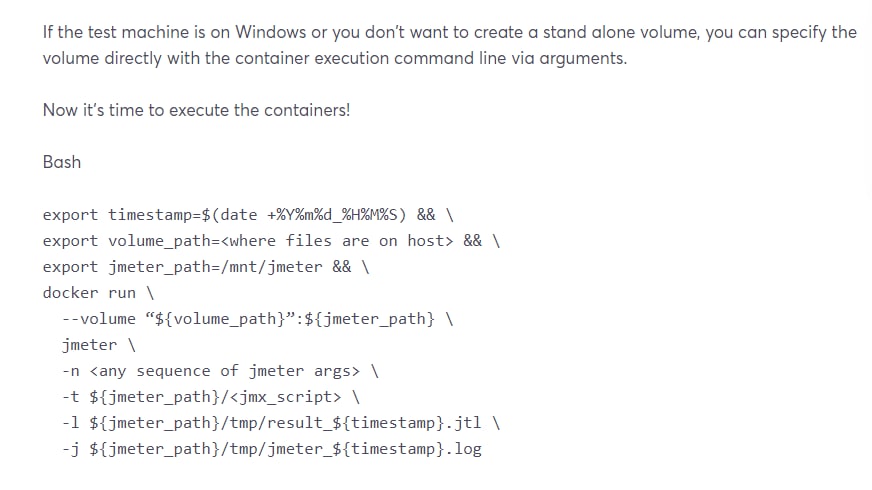 If the test machine is on Windows or you don't want to create a stand alone volume, you can specify the
volume directly with the container execution command line via arguments.
Now it's time to execute the containers!
Bash
export timestamp=$(date +%Y%m%d_%H%M%S) && \
export volume_path=<where files are on host> && \
export jmeter_path=/mnt/jmeter && \
docker run \
  --volume “${volume_path}”:${jmeter_path} \
  jmeter \
  -n <any sequence of jmeter args> \
  -t ${jmeter_path}/<jmx_script> \
  -l ${jmeter_path}/tmp/result_${timestamp}.jtl \
  -j ${jmeter_path}/tmp/jmeter_${timestamp}.log